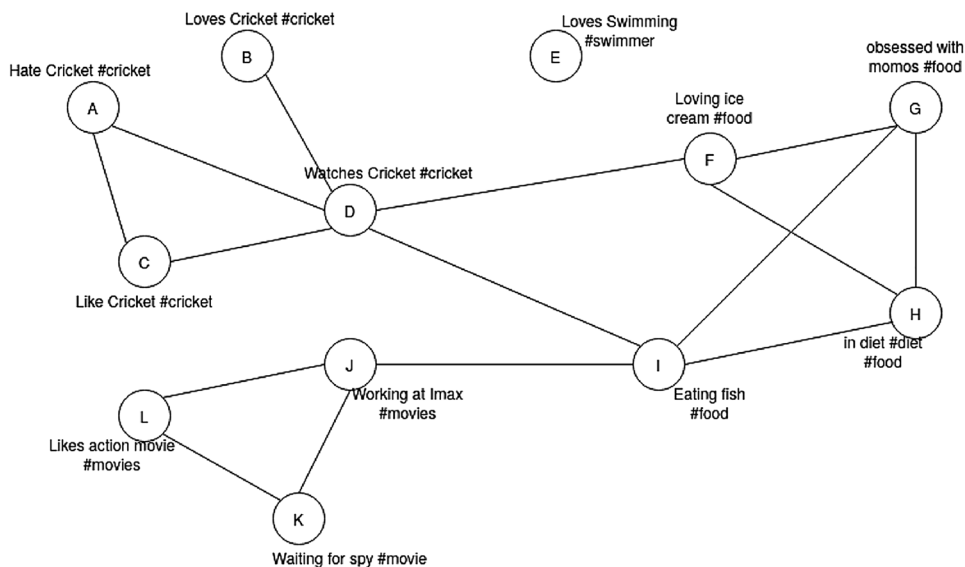 Loves Cricket #cricket
B
Loves Swimming
#swimmer
E
obsessed with
momos #food
G
Hate Cricket #cricket
A
Loving ice
cream #food
F
Watches Cricket #cricket
D
C
Like Cricket #cricket
H
in diet #diet
#food
J
Working at Imax
#movies
I
Eating fish
#food
L
Likes action movie
#movies
K
Waiting for spy #movie